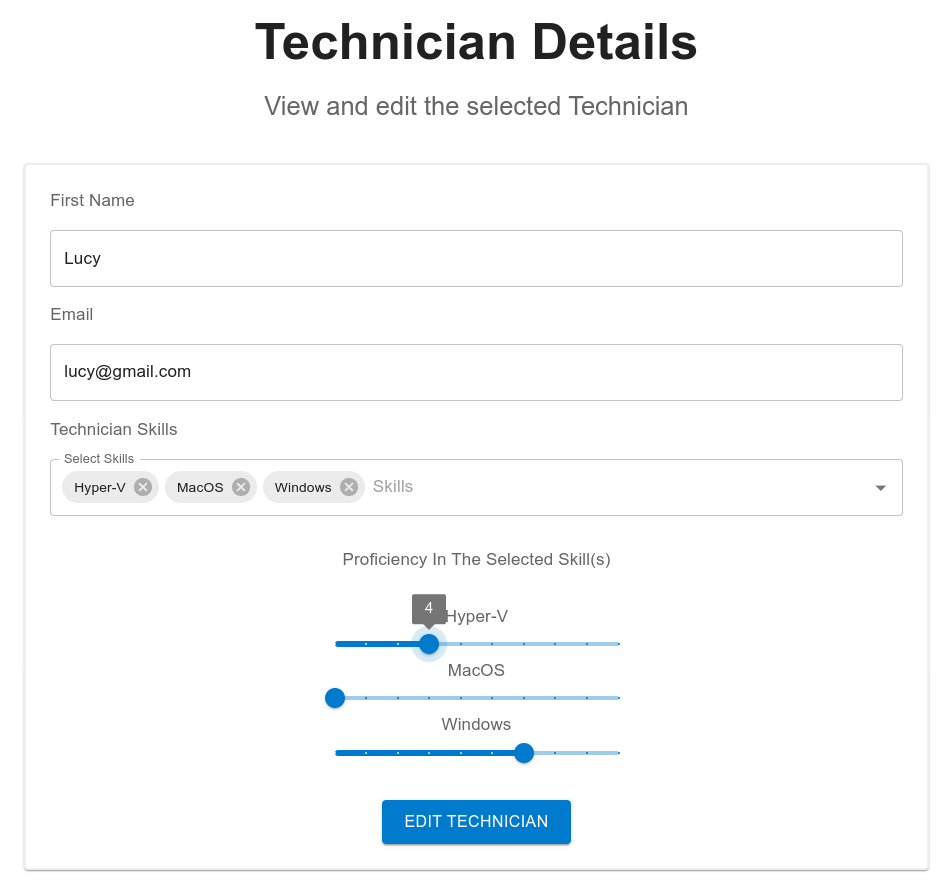 Technician Details
View and edit the selected Technician
First Name
Lucy
Email
lucy@gmail.com
Technician Skills
Select Skills
Hyper-V MacOS Windows Skills
Proficiency In The Selected Skill(s)
4
Hyper-V
MacOS
Windows
EDIT TECHNICIAN